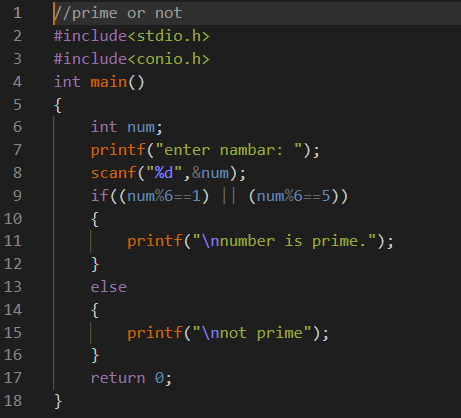 1 //prime or not
2 #include<stdio.h>
3 #include<conio.h>
4 int main()
5 {
6 int num;
7 printf("enter nambar: ");
8 scanf("%d",&num);
9 if((num%6==1) || (num%6==5))
10 {
11 printf("\nnumber is prime.");
12 }
13 else
14 {
15 printf("\nnot prime");
16 }
17 return 0;
18 }